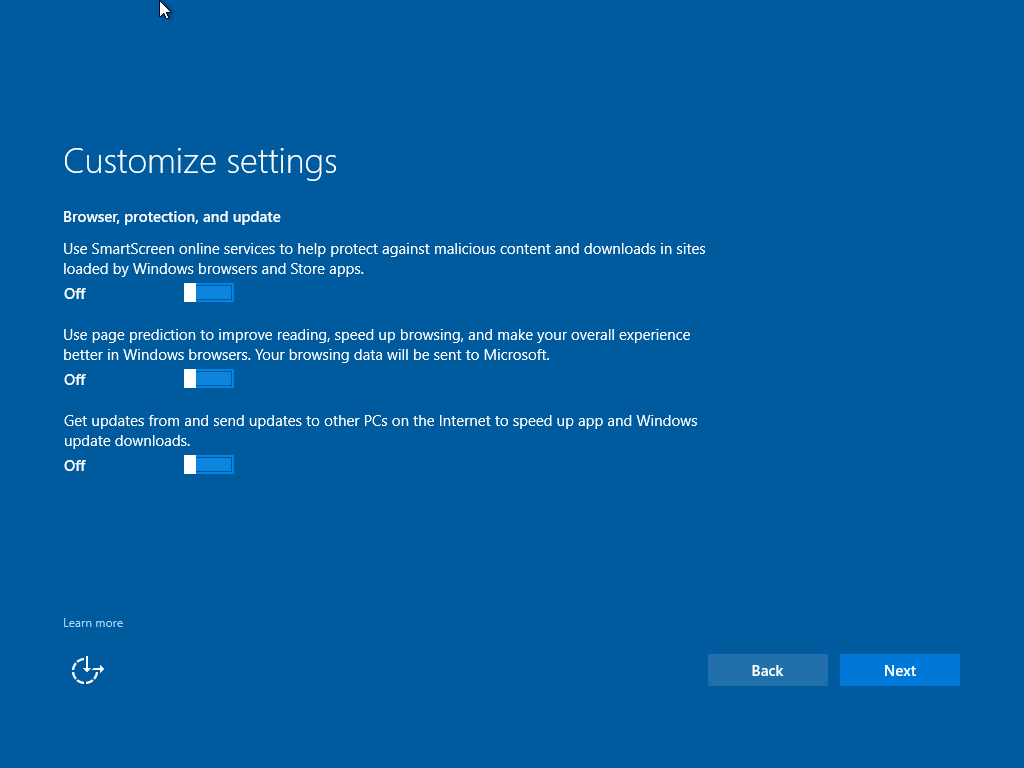 Customize settings
Browser, protection, and update
Use SmartScreen online services to help protect against malicious content and downloads in sites
loaded by Windows browsers and Store apps.
Off
Use page prediction to improve reading, speed up browsing, and make your overall experience
better in Windows browsers. Your browsing data will be sent to Microsoft.
Off
Get updates from and send updates to other PCs on the Internet to speed up app and Windows
update downloads.
Off
Learn more
Back
Next